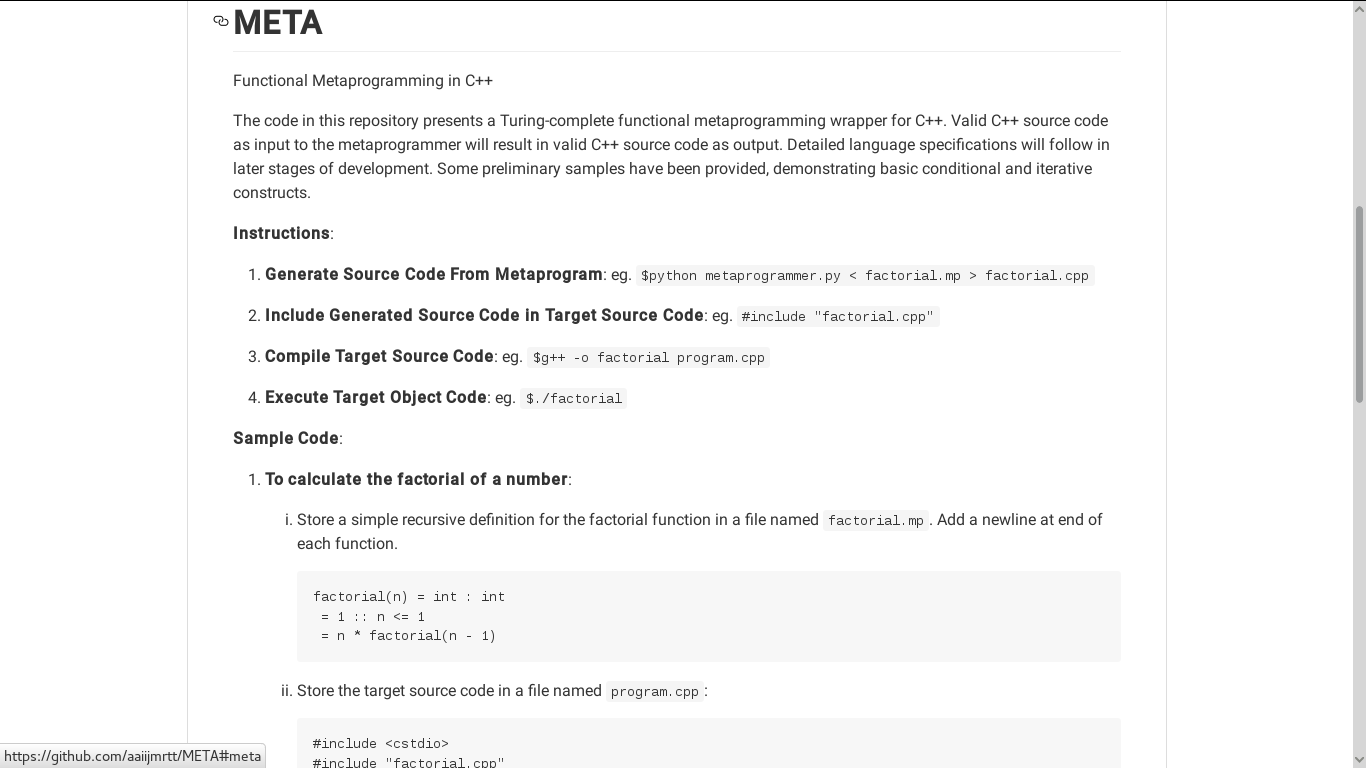 META
Functional Metaprogramming in C++
The code in this repository presents a Turing-complete functional metaprogramming wrapper for C++. Valid C++ source code
as input to the metaprogrammer will result in valid C++ source code as output. Detailed language specifications will follow in
later stages of development. Some preliminary samples have been provided, demonstrating basic conditional and iterative
constructs.
Instructions:
1. Generate Source Code From Metaprogram: eg. $python metaprogrammer.py < factorial.mp > factorial.cpp
2. Include Generated Source Code in Target Source Code: eg. #include "factorial.cpp"
3. Compile Target Source Code: eg. $g++ -o factorial program.cpp
4. Execute Target Object Code: eg. $./factorial
Sample Code:
1. To calculate the factorial of a number:
i. Store a simple recursive definition for the factorial function in a file named factorial.mp. Add a newline at end of
each function.
factorial(n) = int : int
 = 1 :: n <= 1
 = n * factorial(n - 1)
ii. Store the target source code in a file named program.cpp:
#include <cstdio>
#include "factorial.cpp"
https://github.com/aaiijmrtt/META#meta